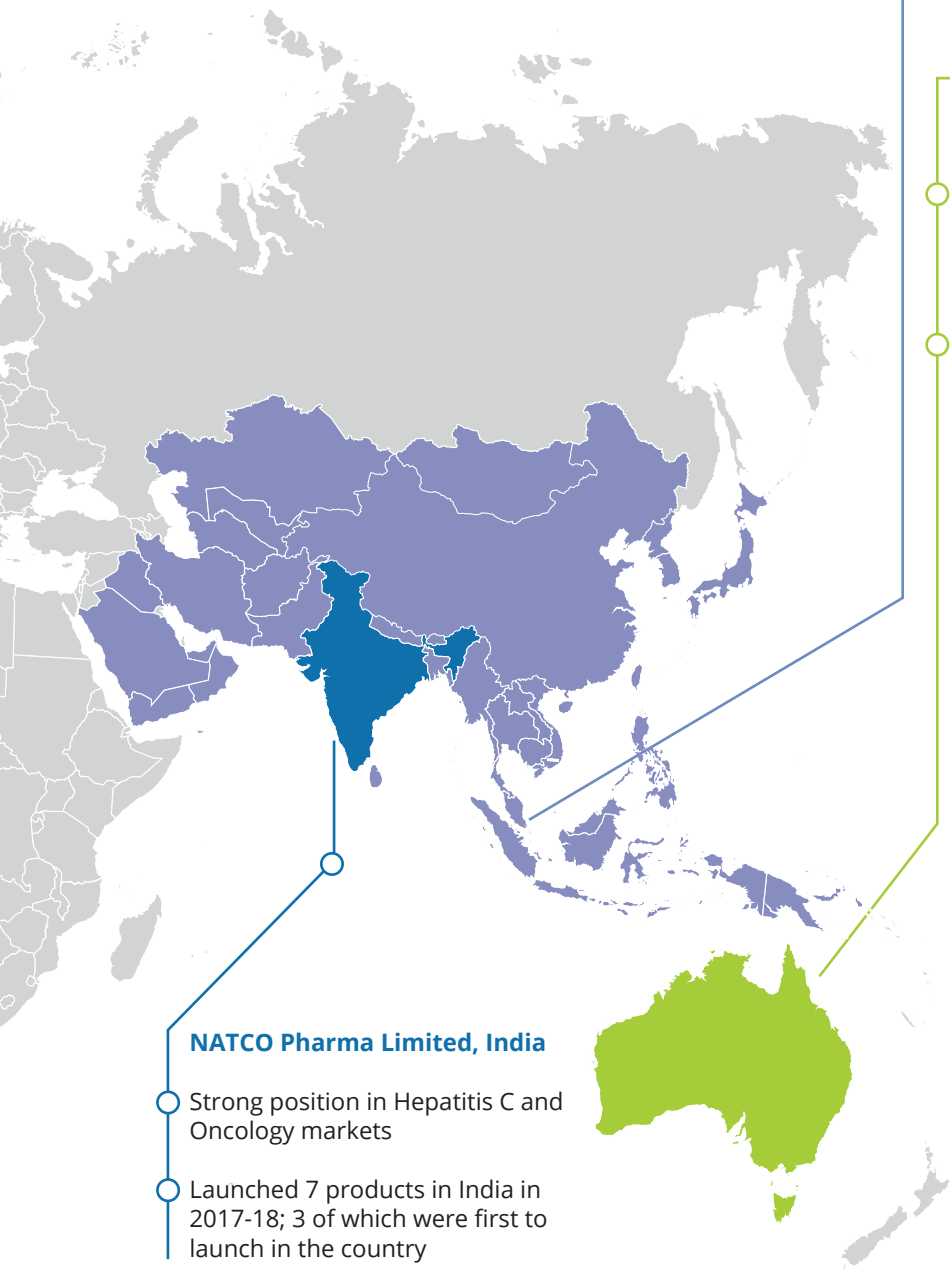 NATCO Pharma Limited, India
Strong position in Hepatitis C and
Oncology markets
Launched 7 products in India in
2017-18; 3 of which were first to
launch in the country